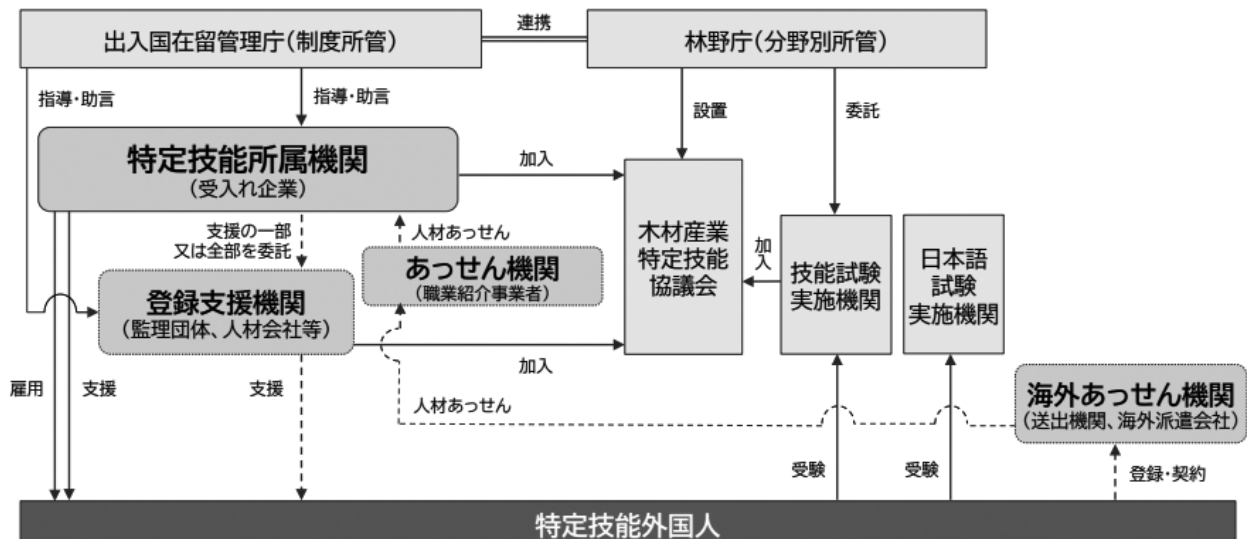 出入国在留管理庁（制度所管）
連携
林野庁（分野別所管）
指導・助言
指導・助言
設置
委託
特定技能所属機関
（受入れ企業）
加入
支援の一部
又は全部を委託
人材あっせん
あっせん機関
（職業紹介事業者）
木材産業
特定技能
協議会
加入
技能試験
実施機関
日本語
試験
実施機関
登録支援機関
（監理団体、人材会社等）
加入
雇用
支援
支援
人材あっせん
海外あっせん機関
（送出機関、海外派遣会社）
受験
受験
登録・契約
特定技能外国人